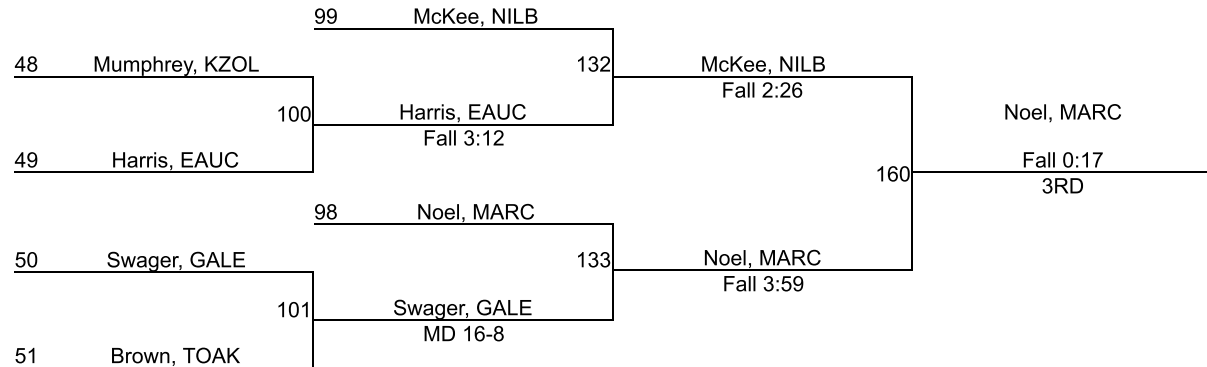 99 McKee, NILB
48 Mumphrey, KZOL
132 McKee, NILB
Fall 2:26
100 Harris, EAUC
Fall 3:12
Noel, MARC
49 Harris, EAUC
Fall 0:17
160
3RD
98 Noel, MARC
50 Swager, GALE
133 Noel, MARC
Fall 3:59
101 Swager, GALE
MD 16-8
51 Brown, TOAK